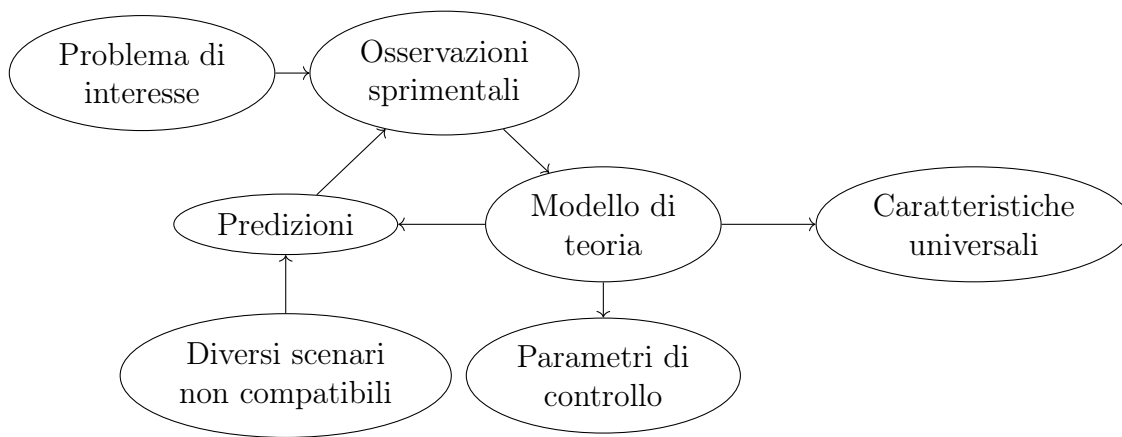 Problema di
interesse
Osservazioni
sprimentali
Predizioni
Modello di
teoria
Caratteristiche
universali
Diversi scenari
non compatibili
Parametri di
controllo